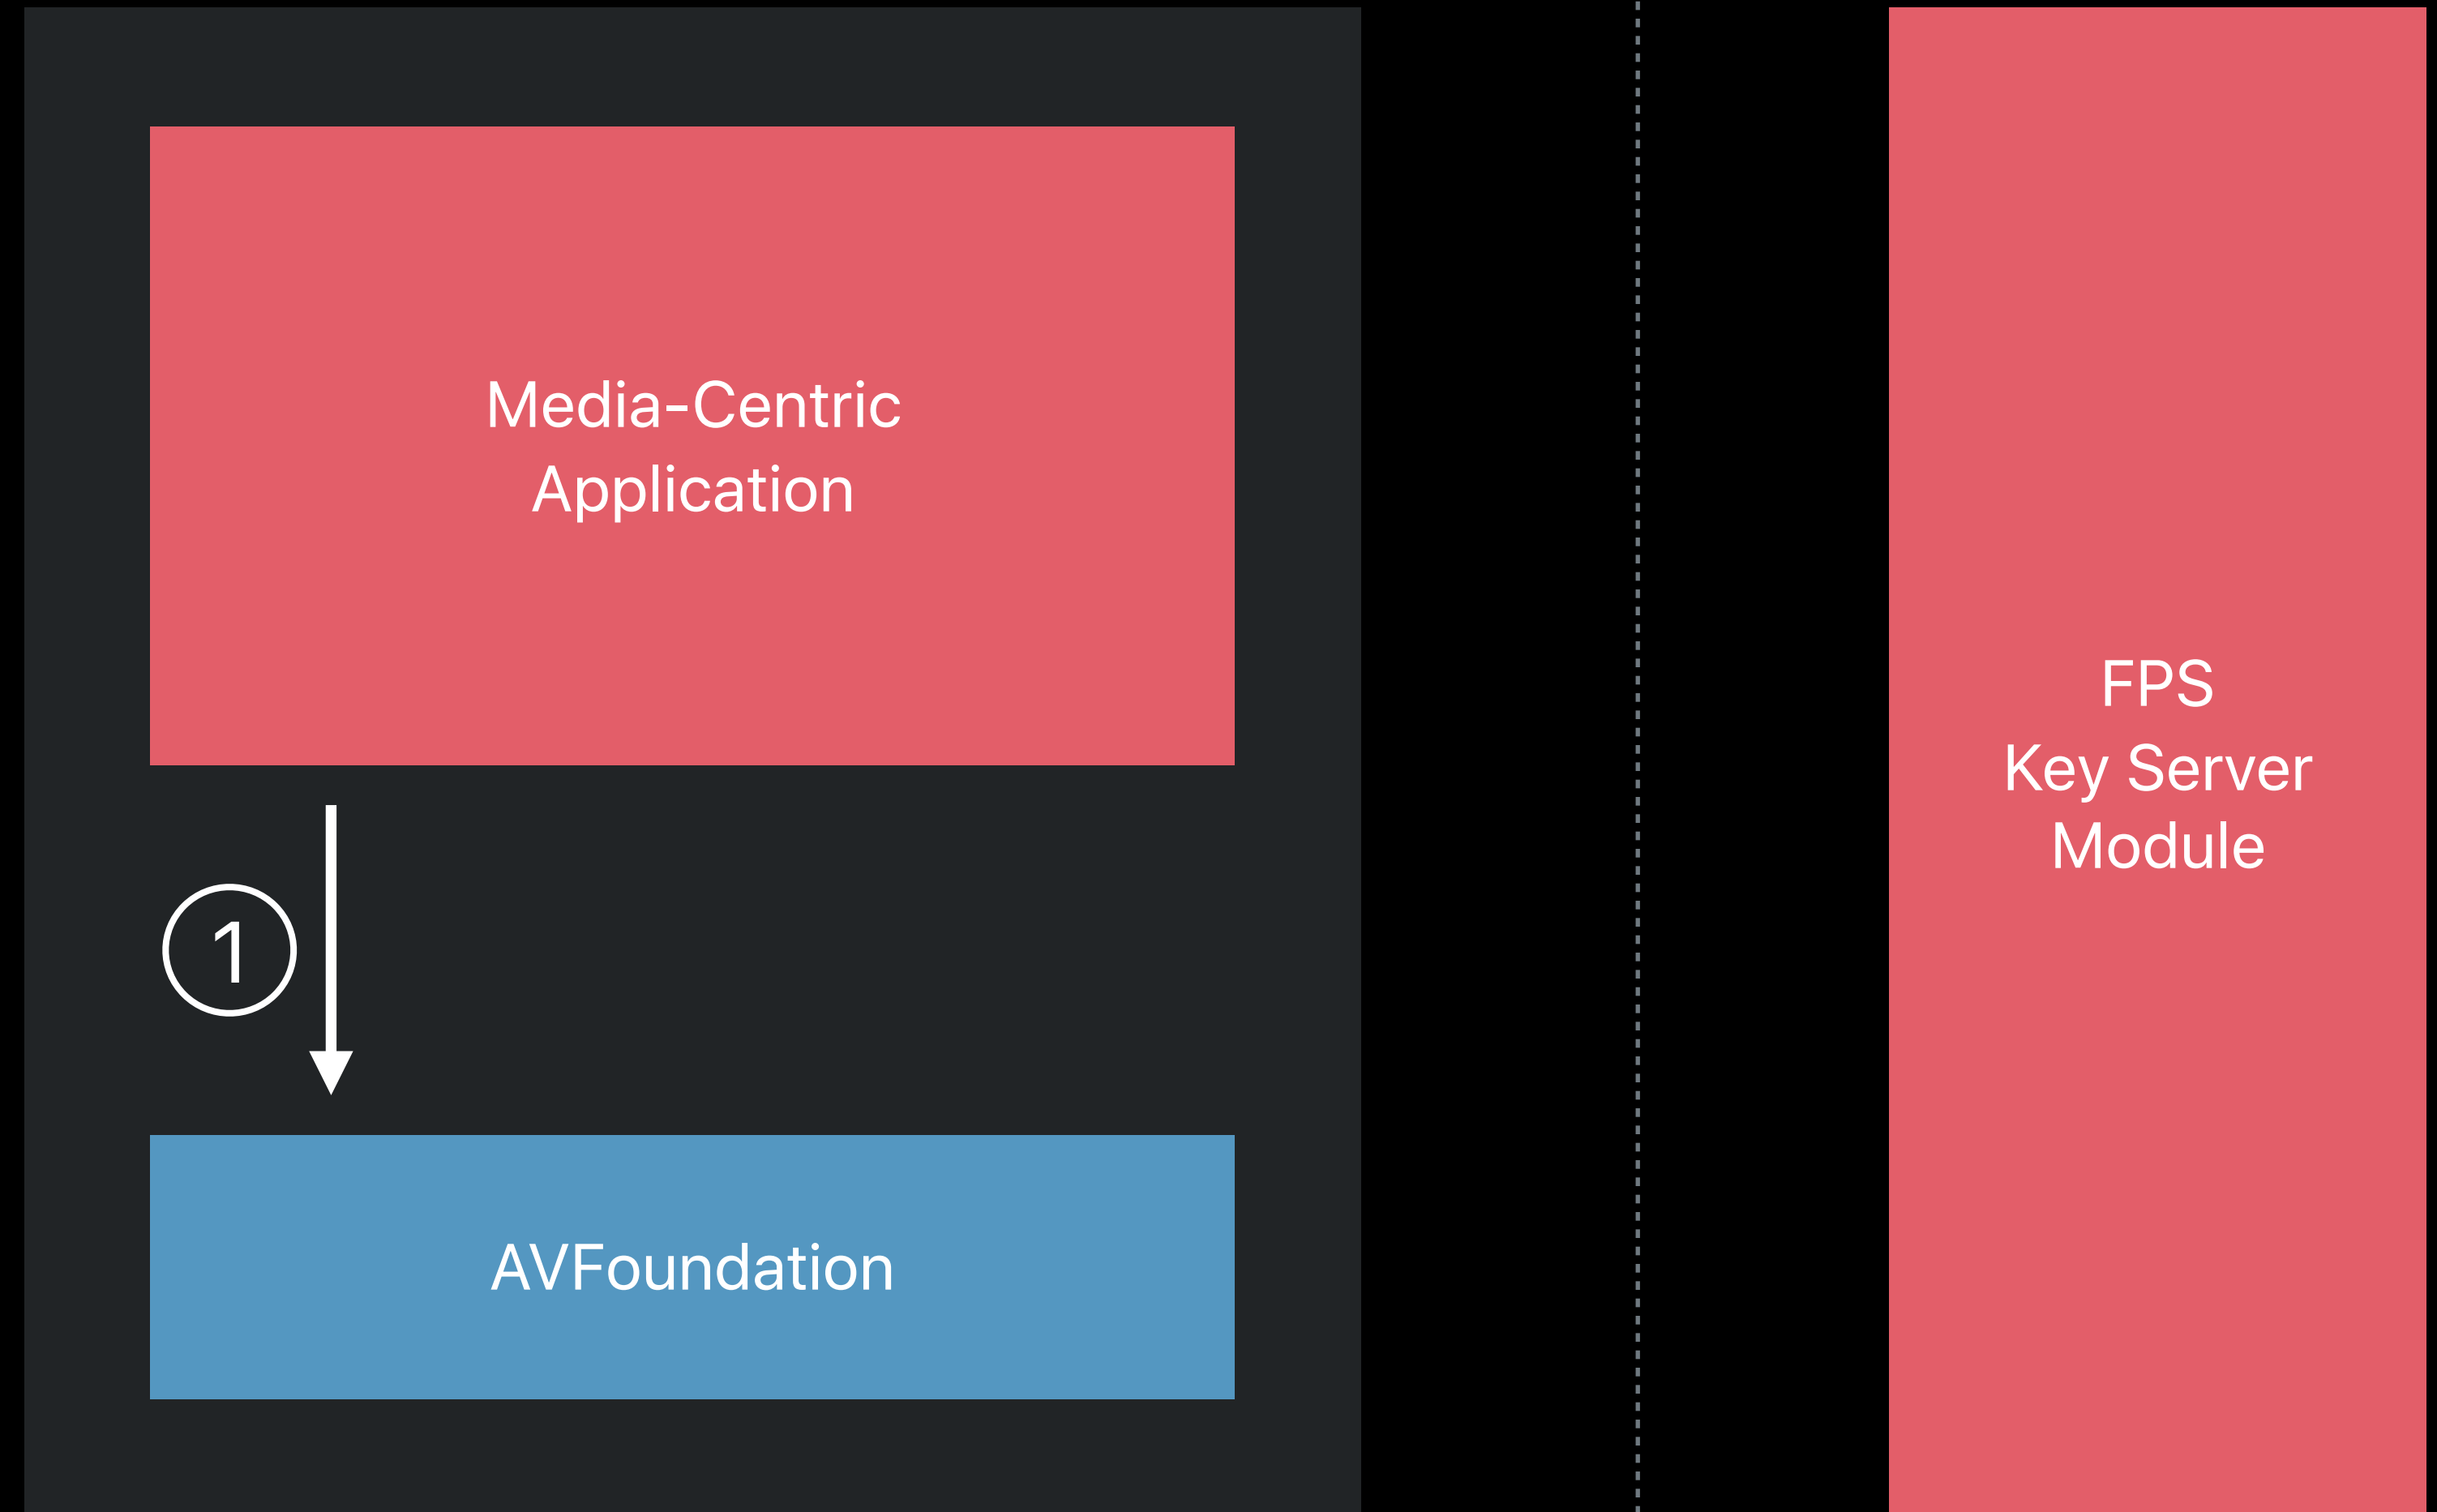 Media-Centric
Application
1
AVFoundation
FPS
Key Server
Module